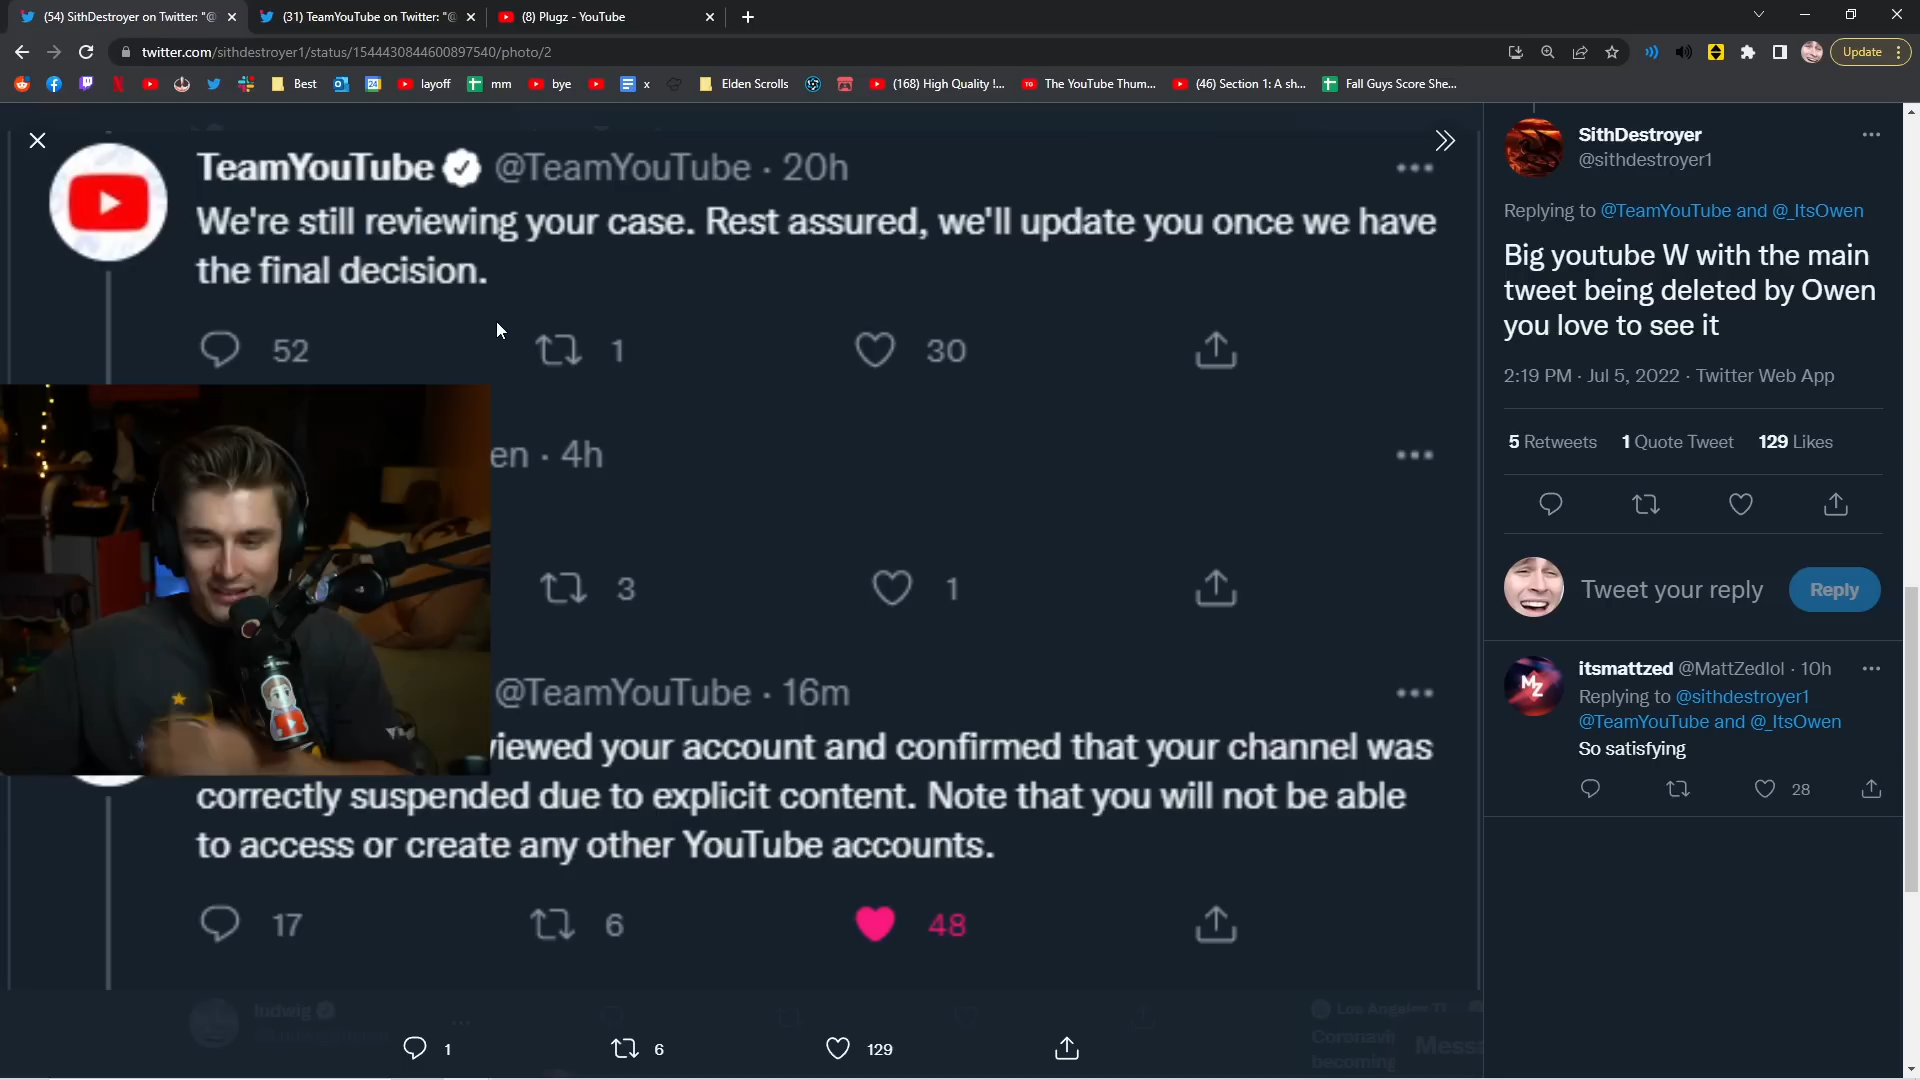 (54) SithDestroyer on Twitter: "@
(31) TeamYouTube on Twitter: "@
(8) Plugz - YouTube
twitter.com/sithdestroyer1/status/1544430844600897540/photo/2
Update
Best
layoff
mm
bye
x
Elden Scrolls
(168) High Quality !...
The YouTube Thum...
(46) Section 1: A sh...
Fall Guys Score She...
TeamYouTube @TeamYouTube · 20h
We're still reviewing your case. Rest assured, we'll update you once we have
the final decision.
52
1
30
en · 4h
3
1
@TeamYouTube · 16m
viewed your account and confirmed that your channel was
correctly suspended due to explicit content. Note that you will not be able
to access or create any other YouTube accounts.
17
6
48
ludwig
1
6
129
SithDestroyer
@sithdestroyer1
Replying to @TeamYouTube and @_ItsOwen
Big youtube W with the main
tweet being deleted by Owen
you love to see it
2:19 PM · Jul 5, 2022 · Twitter Web App
5 Retweets 1 Quote Tweet 129 Likes
Tweet your reply
Reply
itsmattzed @MattZedlol · 10h
Replying to @sithdestroyer1
@TeamYouTube and @_ItsOwen
So satisfying
28